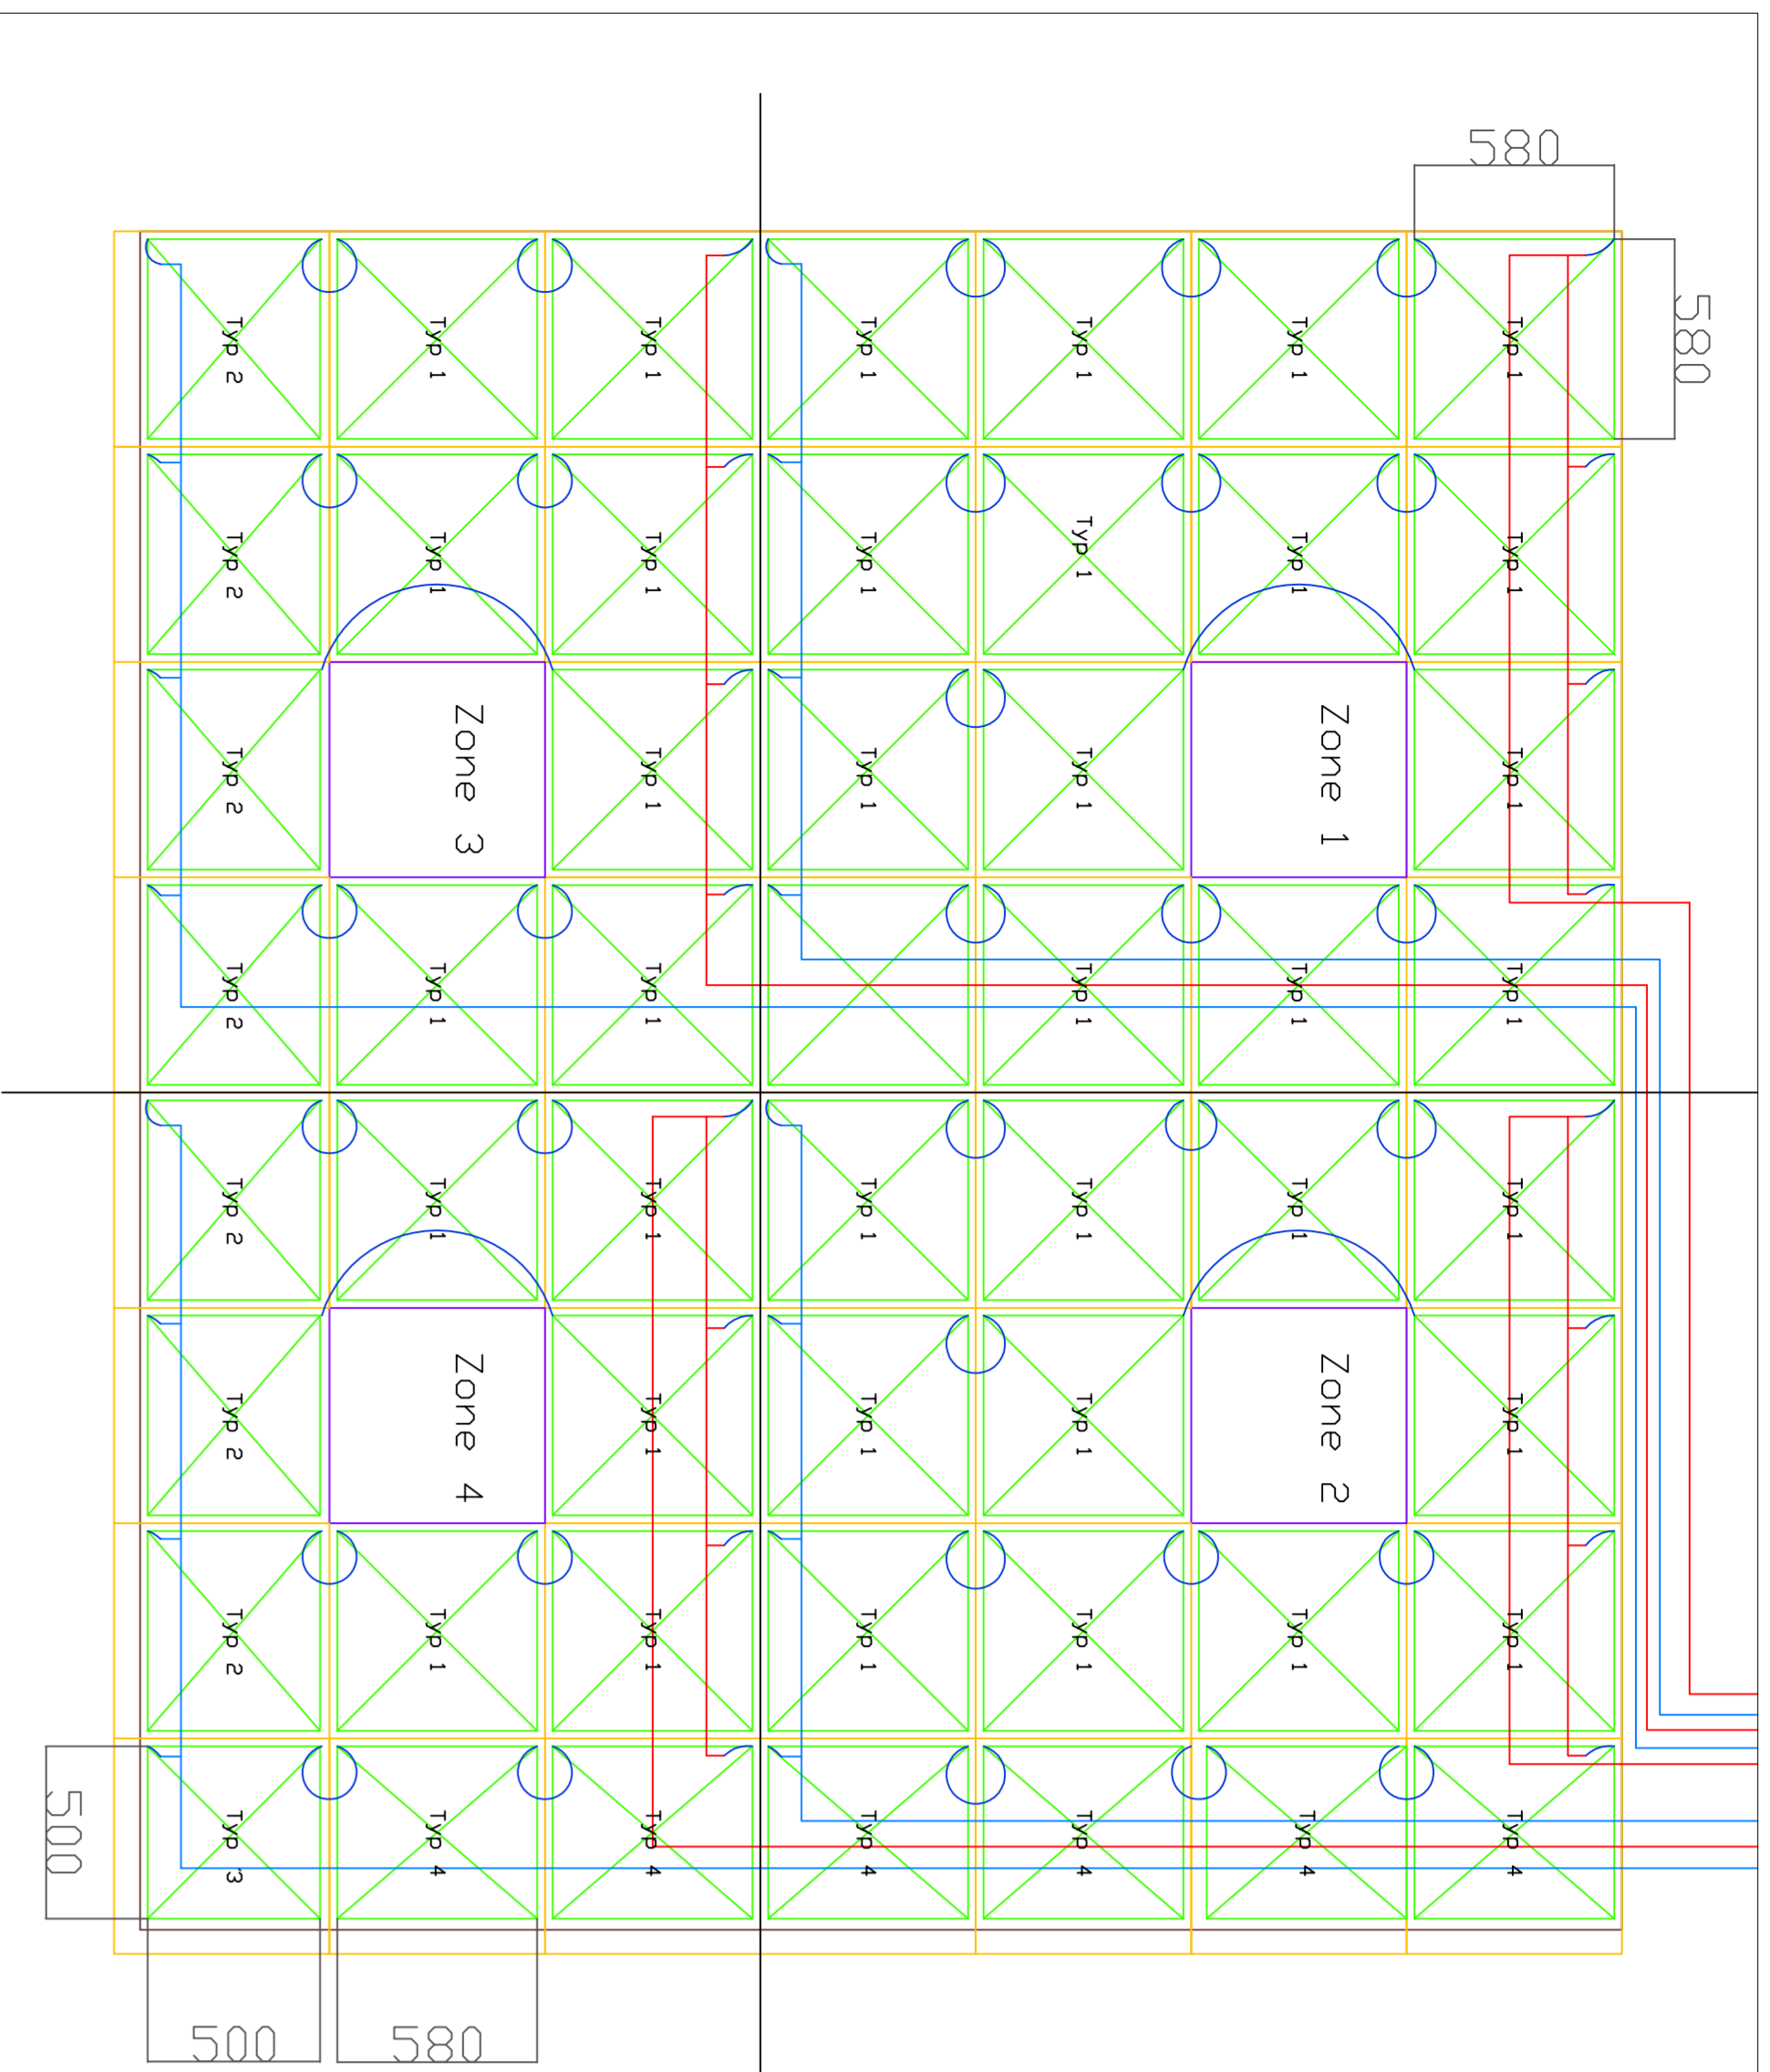 580
580
Typ 2 Typ 1 Typ 1 Typ 1 Typ 1 Typ 1 Typ 1
Typ 2 Typ 1 Typ 1 Typ 1 Typ 1 Typ 1 Typ 1
Typ 2 Zone 3 Typ 1 Typ 1 Typ 1 Zone 1 Typ 1
Typ 2 Typ 1 Typ 1 Typ 1 Typ 1 Typ 1
Typ 2 Typ 1 Typ 1 Typ 1 Typ 1 Typ 1 Typ 1
Typ 2 Zone 4 Typ 1 Typ 1 Typ 1 Zone 2 Typ 1
Typ 2 Typ 1 Typ 1 Typ 1 Typ 1 Typ 1 Typ 1
500 Typ 3 Typ 4 Typ 4 Typ 4 Typ 4 Typ 4 Typ 4
500 580